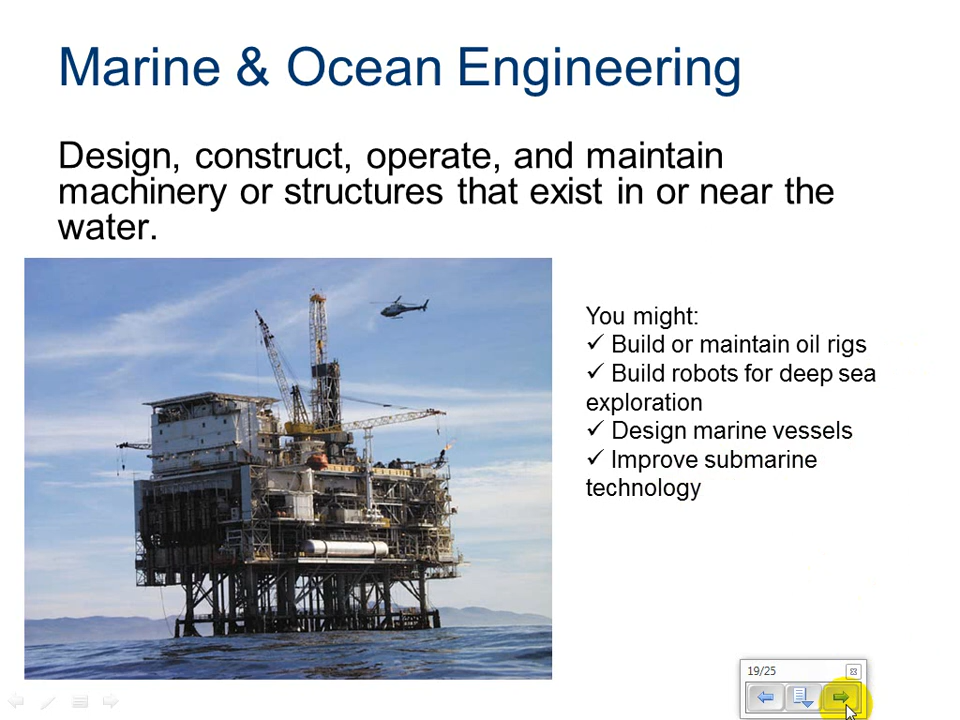 Marine & Ocean Engineering
Design, construct, operate, and maintain
machinery or structures that exist in or near the
water.
You might:
✓ Build or maintain oil rigs
✓ Build robots for deep sea
exploration
✓ Design marine vessels
✓ Improve submarine
technology
19/25